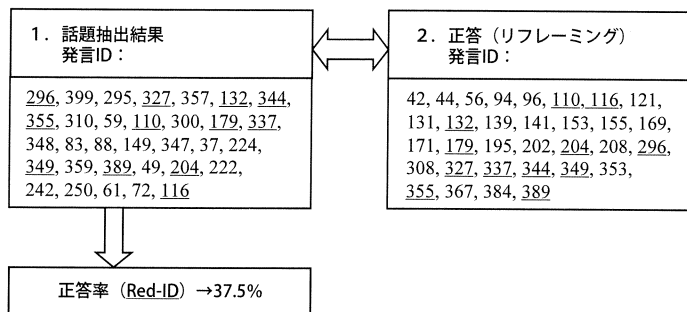 1．話題抽出結果
発言ID：
296, 399, 295, 327, 357, 132, 344,
355, 310, 59, 110, 300, 179, 337,
348, 83, 88, 149, 347, 37, 224,
349, 359, 389, 49, 204, 222,
242, 250, 61, 72, 116
2．正答（リフレーミング）
発言ID：
42, 44, 56, 94, 96, 110, 116, 121,
131, 132, 139, 141, 153, 155, 169,
171, 179, 195, 202, 204, 208, 296,
308, 327, 337, 344, 349, 353,
355, 367, 384, 389
正答率（Red-ID）→37.5%